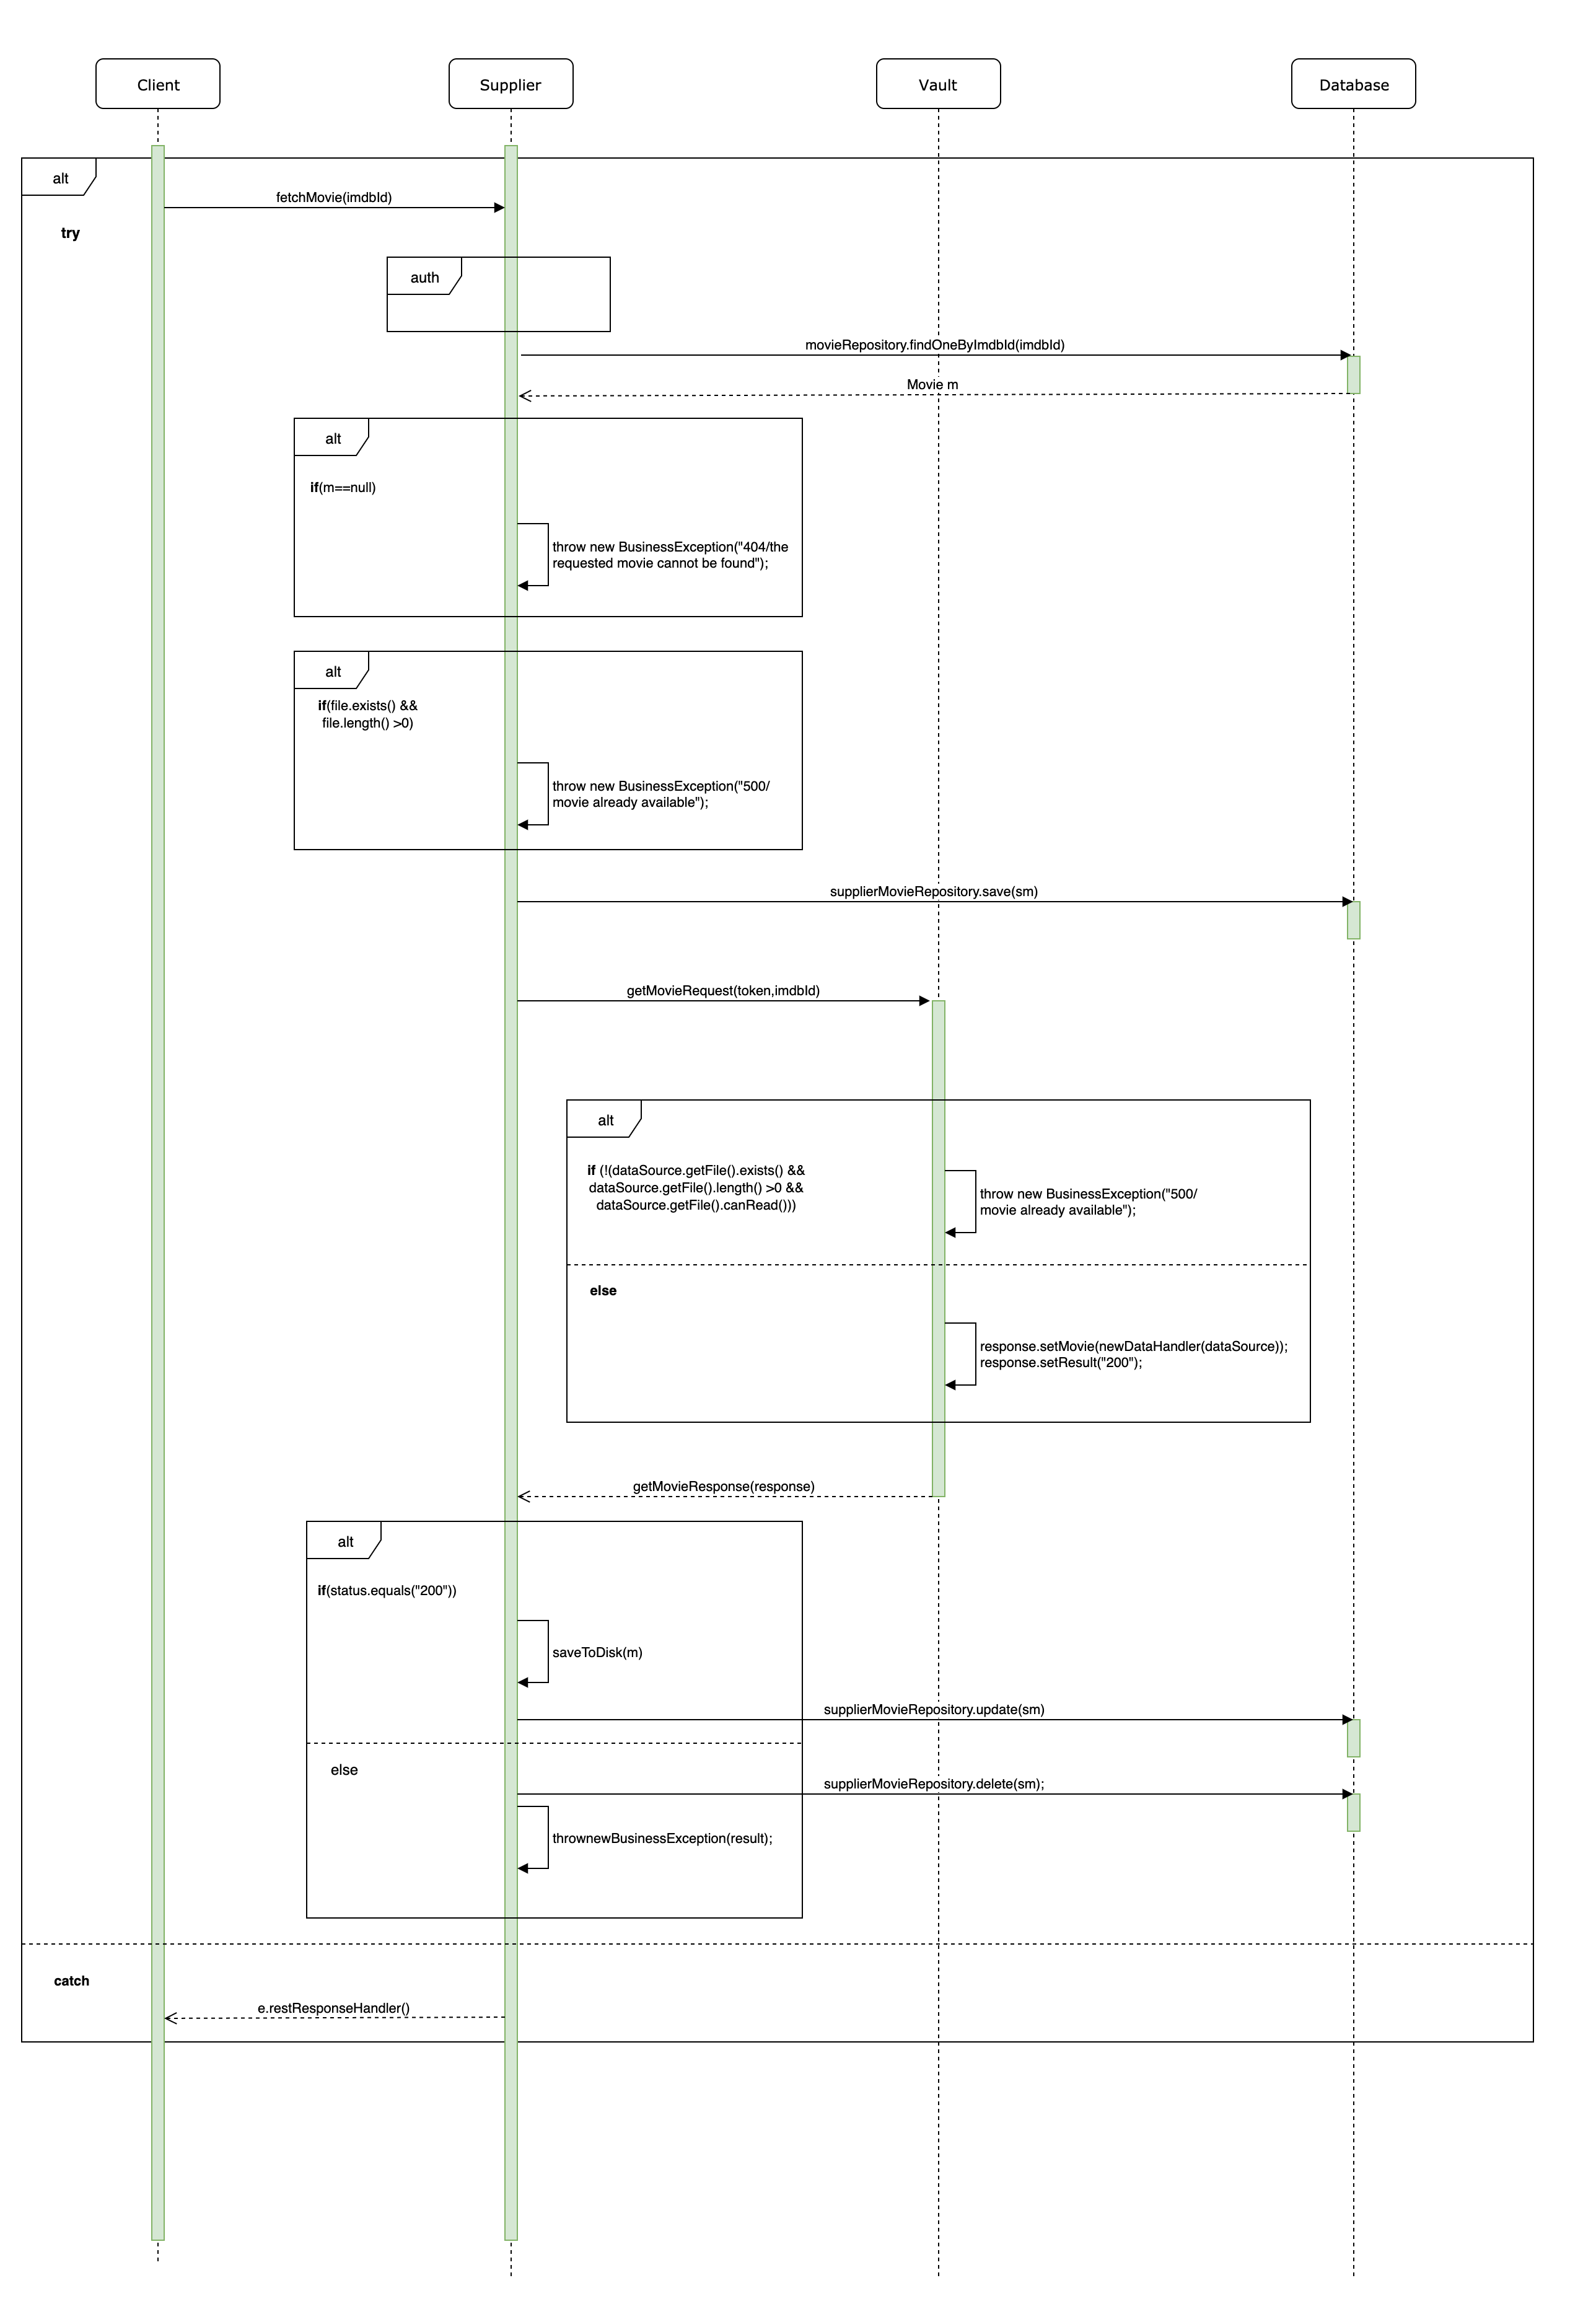 Client
Supplier
Vault
Database
alt
fetchMovie(imdbId)
try
auth
movieRepository.findOneByImdbId(imdbId)
Movie m
alt
if(m==null)
throw new BusinessException("404/the
requested movie cannot be found");
alt
if(file.exists() &&
file.length() >0)
throw new BusinessException("500/
movie already available");
supplierMovieRepository.save(sm)
getMovieRequest(token,imdbId)
alt
if (!(dataSource.getFile().exists() &&
dataSource.getFile().length() >0 &&
dataSource.getFile().canRead()))
throw new BusinessException("500/
movie already available");
else
response.setMovie(newDataHandler(dataSource));
response.setResult("200");
getMovieResponse(response)
alt
if(status.equals("200"))
saveToDisk(m)
supplierMovieRepository.update(sm)
else
supplierMovieRepository.delete(sm);
thrownewBusinessException(result);
catch
e.restResponseHandler()